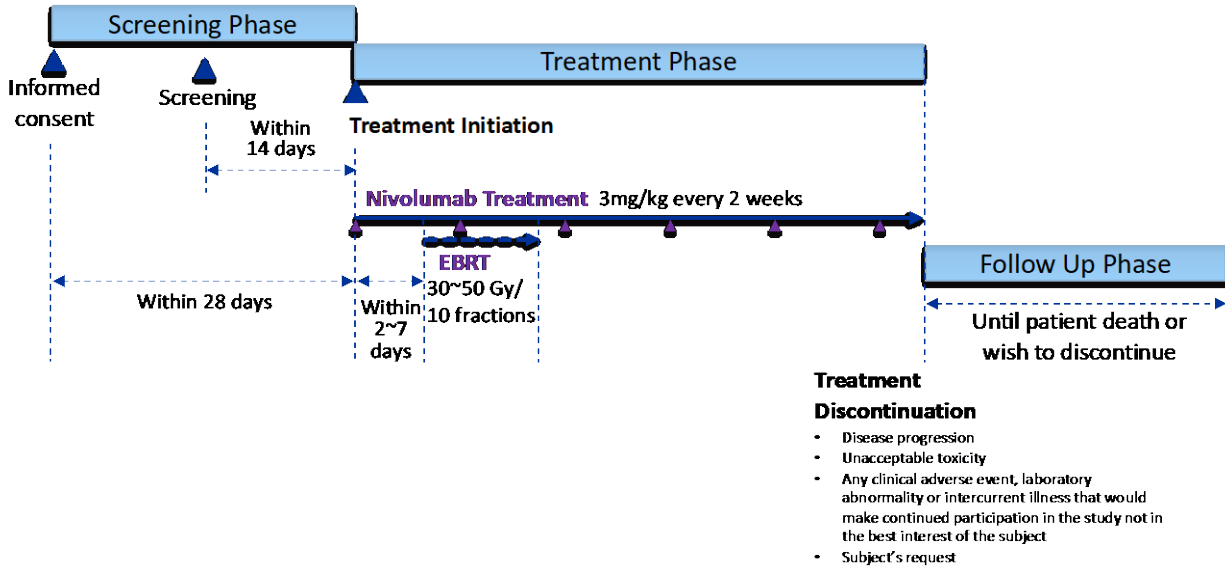 Screening Phase
Treatment Phase
Informed
consent
Screening
Treatment Initiation
Within
14 days
Nivolumab Treatment 3mg/kg every 2 weeks
EBRT
30~50 Gy/
10 fractions
Within 28 days
Within
2~7
days
Follow Up Phase
Until patient death or
wish to discontinue
Treatment
Discontinuation
• Disease progression
• Unacceptable toxicity
• Any clinical adverse event, laboratory
abnormality or intercurrent illness that would
make continued participation in the study not in
the best interest of the subject
• Subject's request